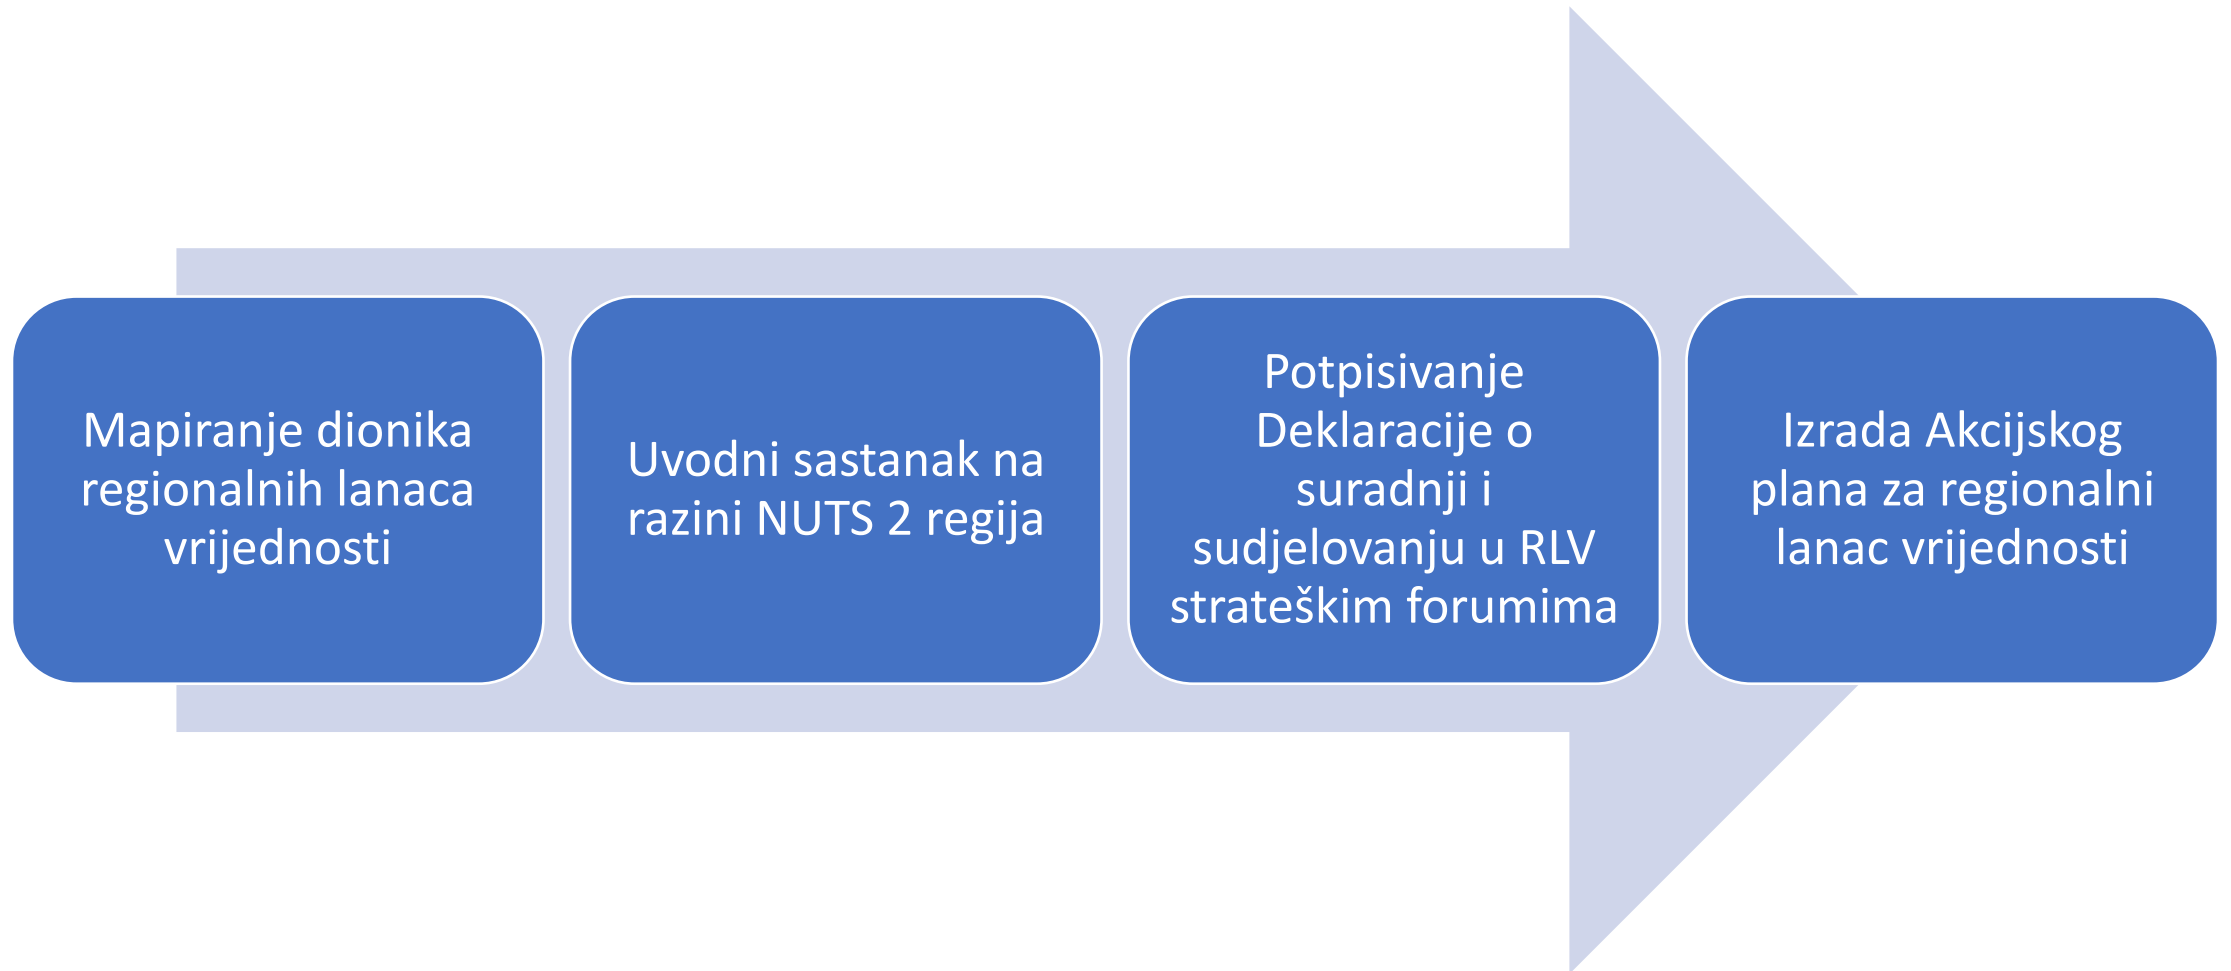 Mapiranje dionika
regionalnih lanaca
vrijednosti
Uvodni sastanak na
razini NUTS 2 regija
Potpisivanje
Deklaracije o
suradnji i
sudjelovanju u RLV
strateškim forumima
Izrada Akcijskog
plana za regionalni
lanac vrijednosti